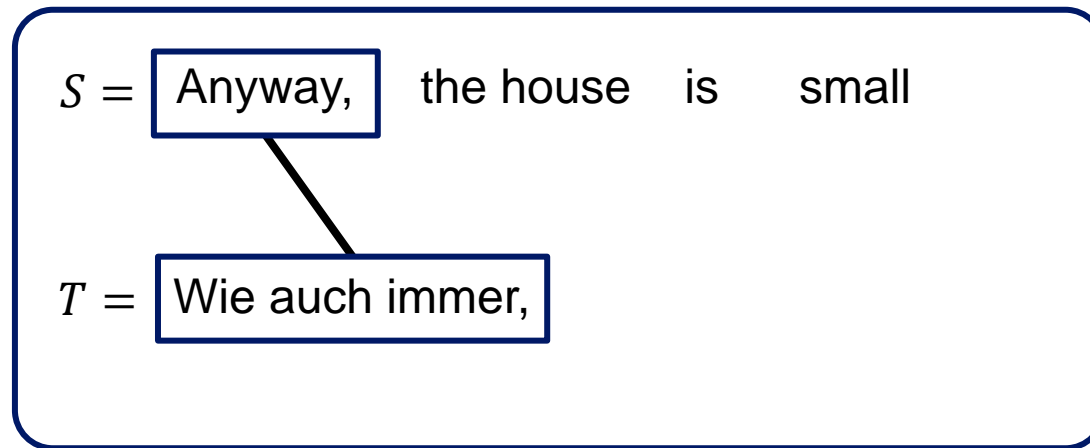 S = Anyway, the house is small
T = Wie auch immer,